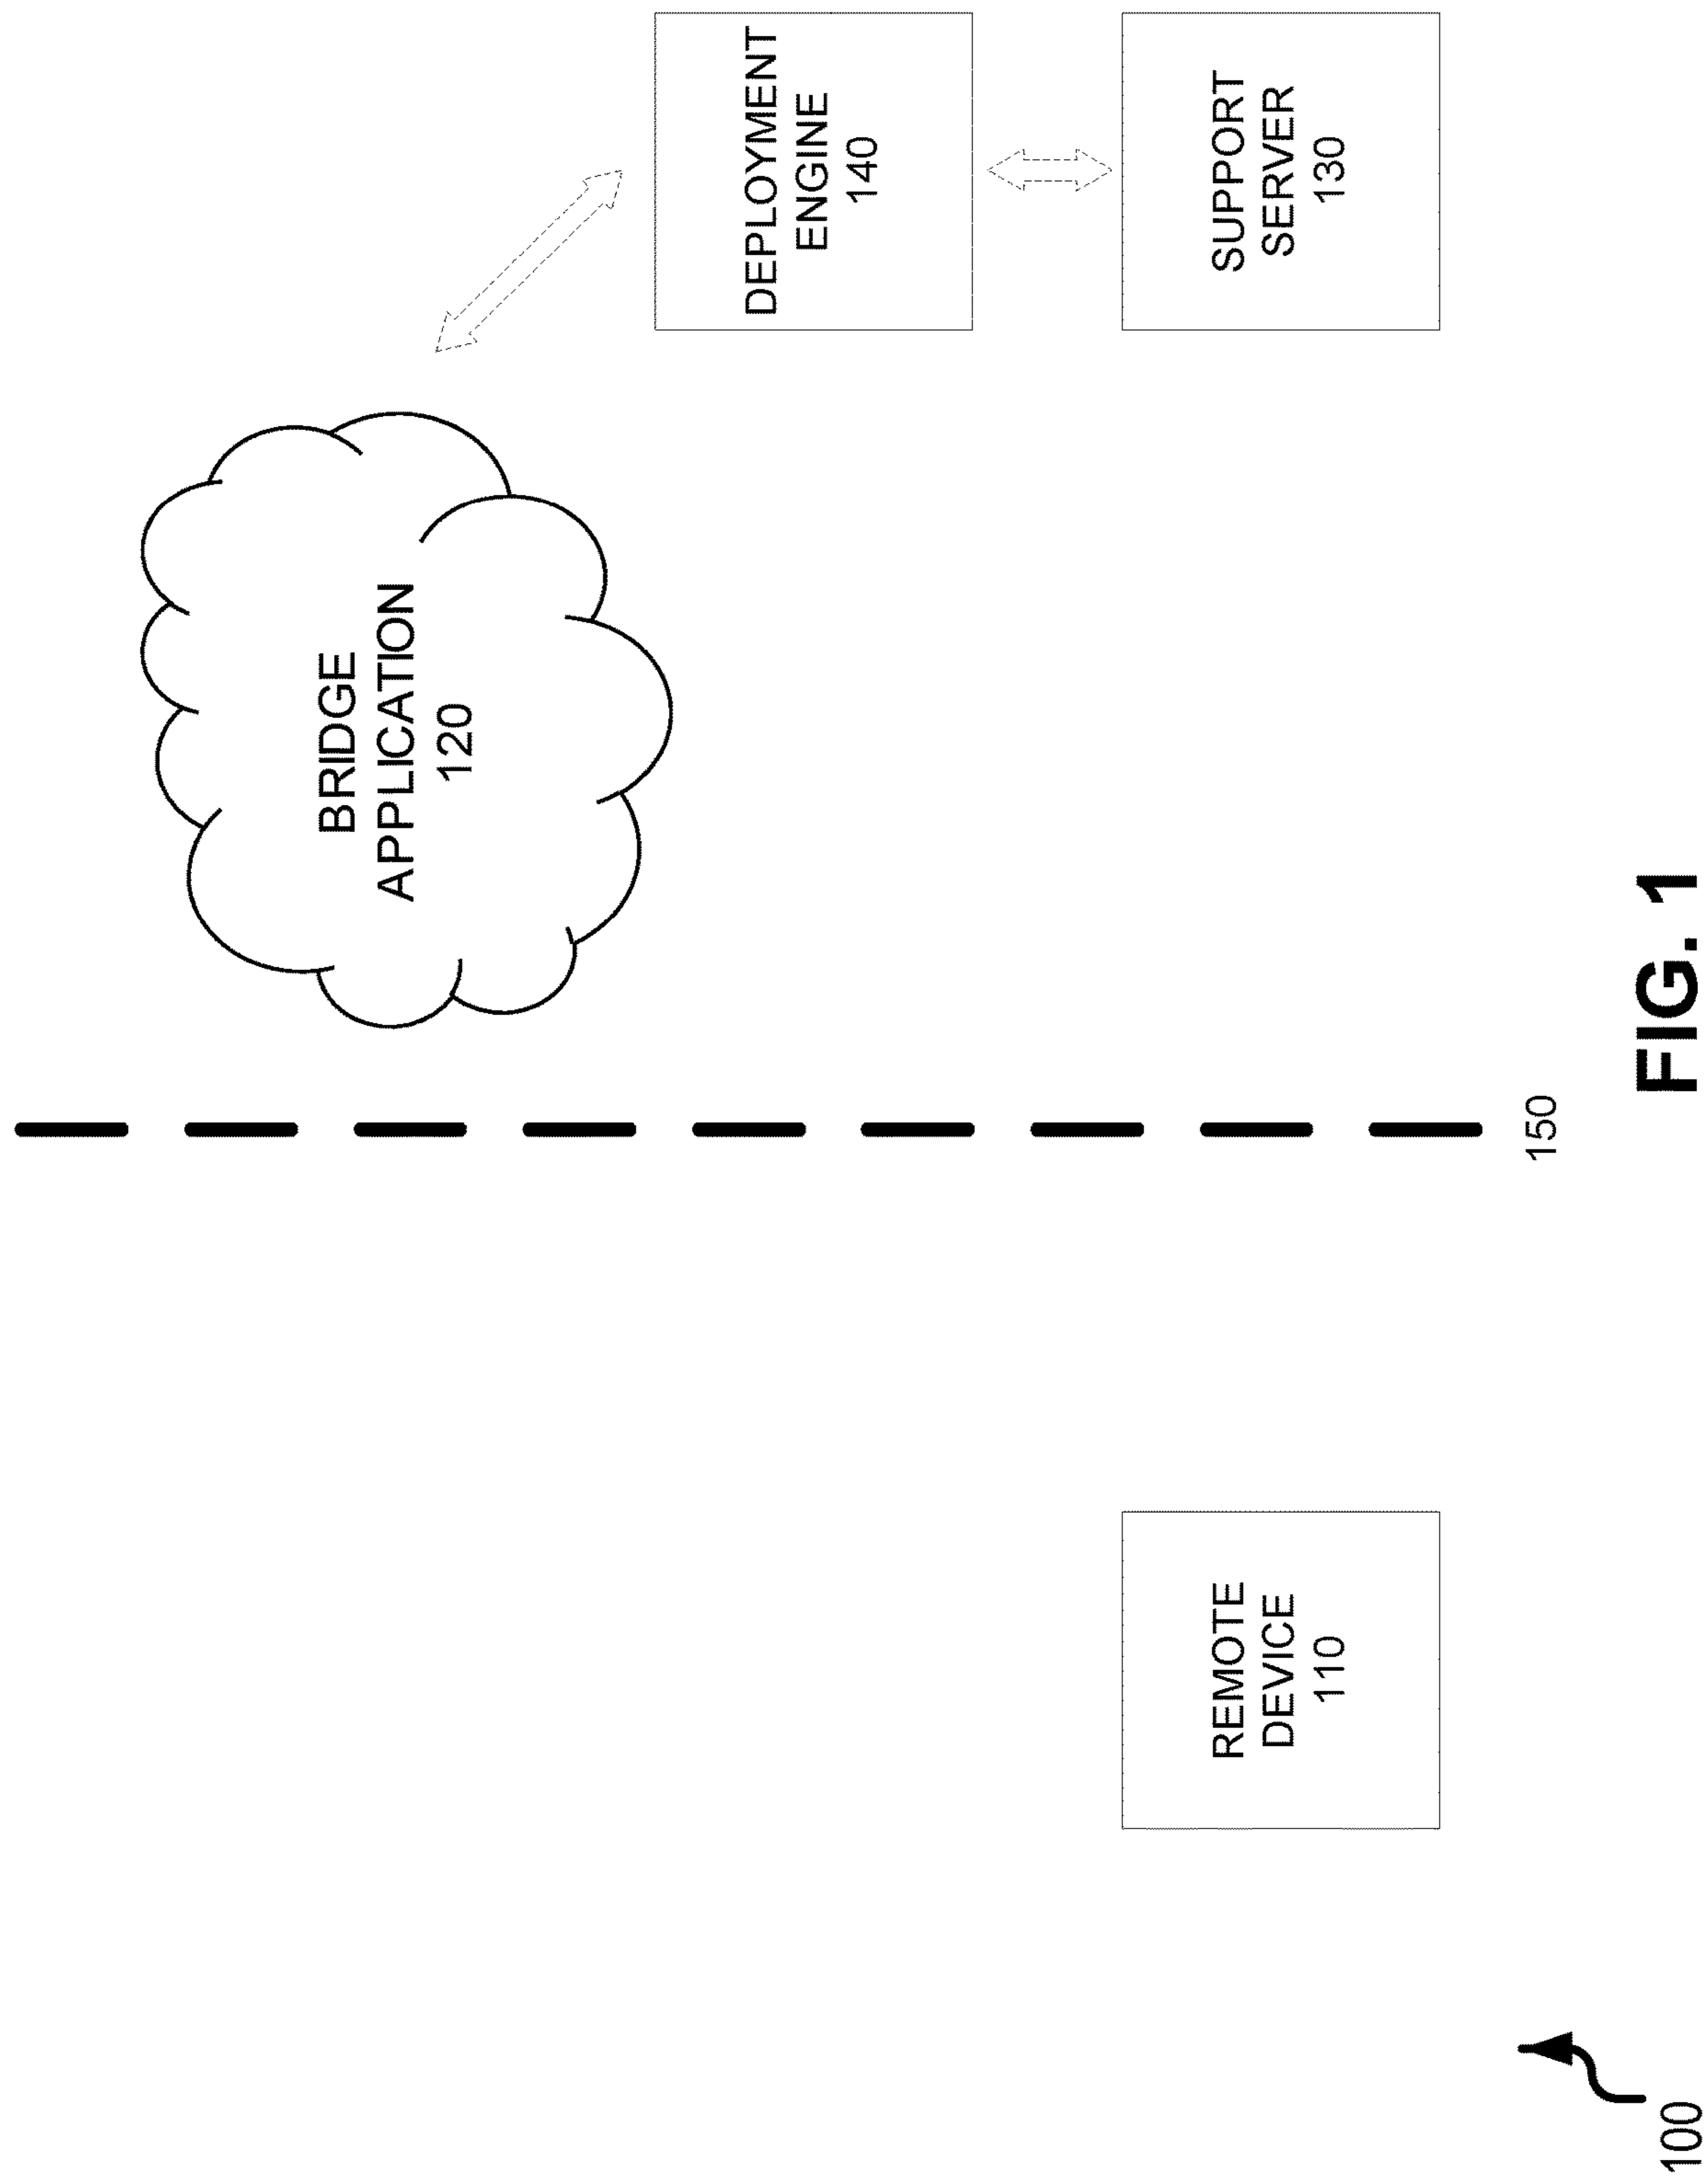 BRIDGE
APPLICATION
120
DEPLOYMENT
ENGINE
140
REMOTE
DEVICE
110
SUPPORT
SERVER
130
150
100
FIG. 1